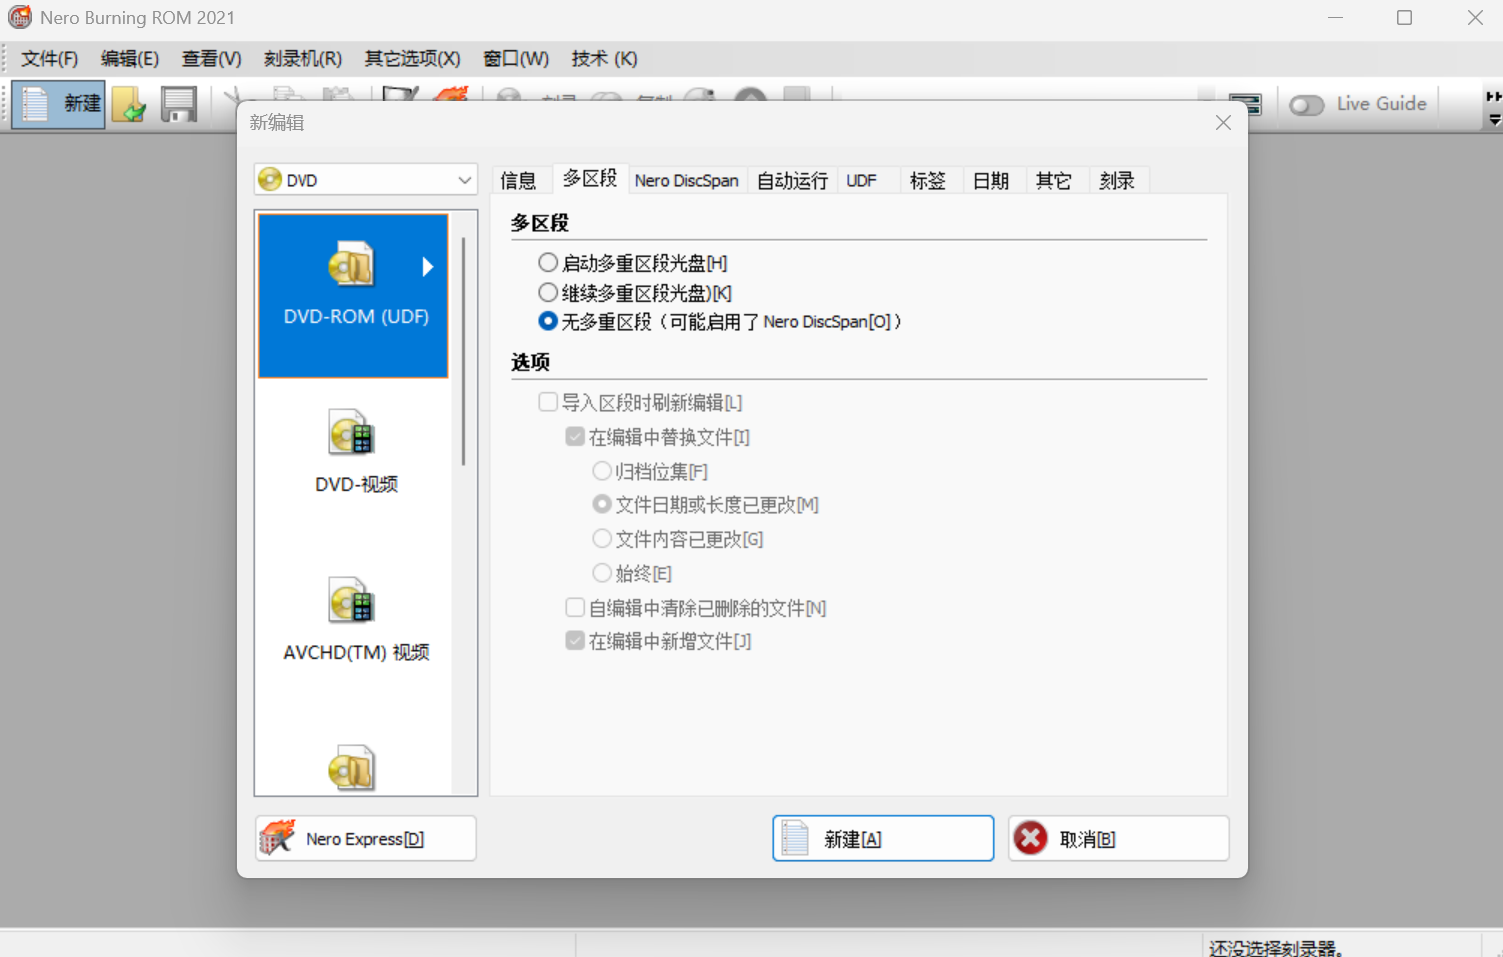 Nero Burning ROM 2021
文件(F) 编辑(E) 查看(V) 刻录机(R) 其它选项(X) 窗口(W) 技术 (K)
新建
Live Guide
新编辑
DVD
信息 多区段 Nero DiscSpan 自动运行 UDF 标签 日期 其它 刻录
DVD-ROM (UDF)
DVD-视频
AVCHD(TM) 视频
多区段
启动多重区段光盘[H]
继续多重区段光盘)[K]
无多重区段（可能启用了 Nero DiscSpan[O]）
选项
导入区段时刷新编辑[L]
在编辑中替换文件[I]
归档位集[F]
文件日期或长度已更改[M]
文件内容已更改[G]
始终[E]
自编辑中清除已删除的文件[N]
在编辑中新增文件[J]
Nero Express[D]
新建[A]
取消[B]
还没选择刻录器。